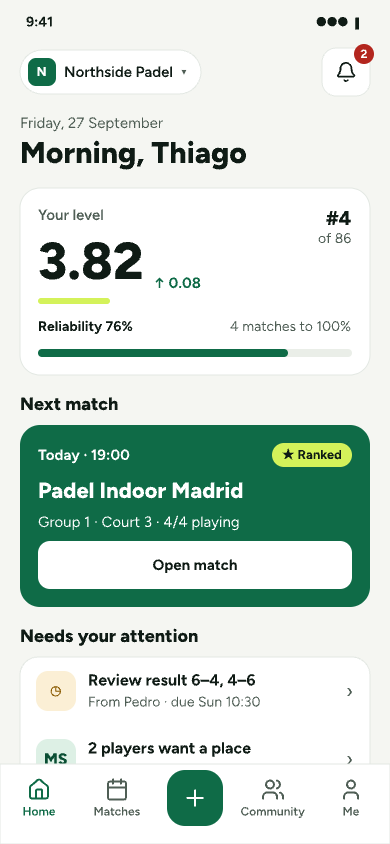 9:41
N Northside Padel ▾
2
Friday, 27 September
Morning, Thiago
Your level
#4
of 86
3.82
↑ 0.08
Reliability 76%
4 matches to 100%
Next match
Today · 19:00
★ Ranked
Padel Indoor Madrid
Group 1 · Court 3 · 4/4 playing
Open match
Needs your attention
Review result 6–4, 4–6
From Pedro · due Sun 10:30
›
MS
2 players want a place
›
Home
Matches
+
Community
Me